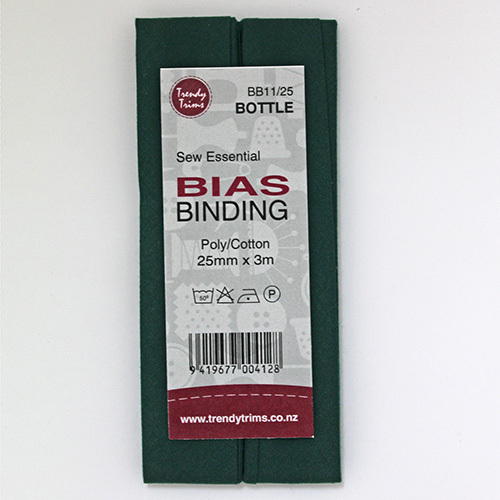 Trendy
Trims
BB11/25
BOTTLE
Sew Essential
BIAS
BINDING
Poly/Cotton
25mm x 3m
50°
P
9 419677 004128
www.trendytrims.co.nz